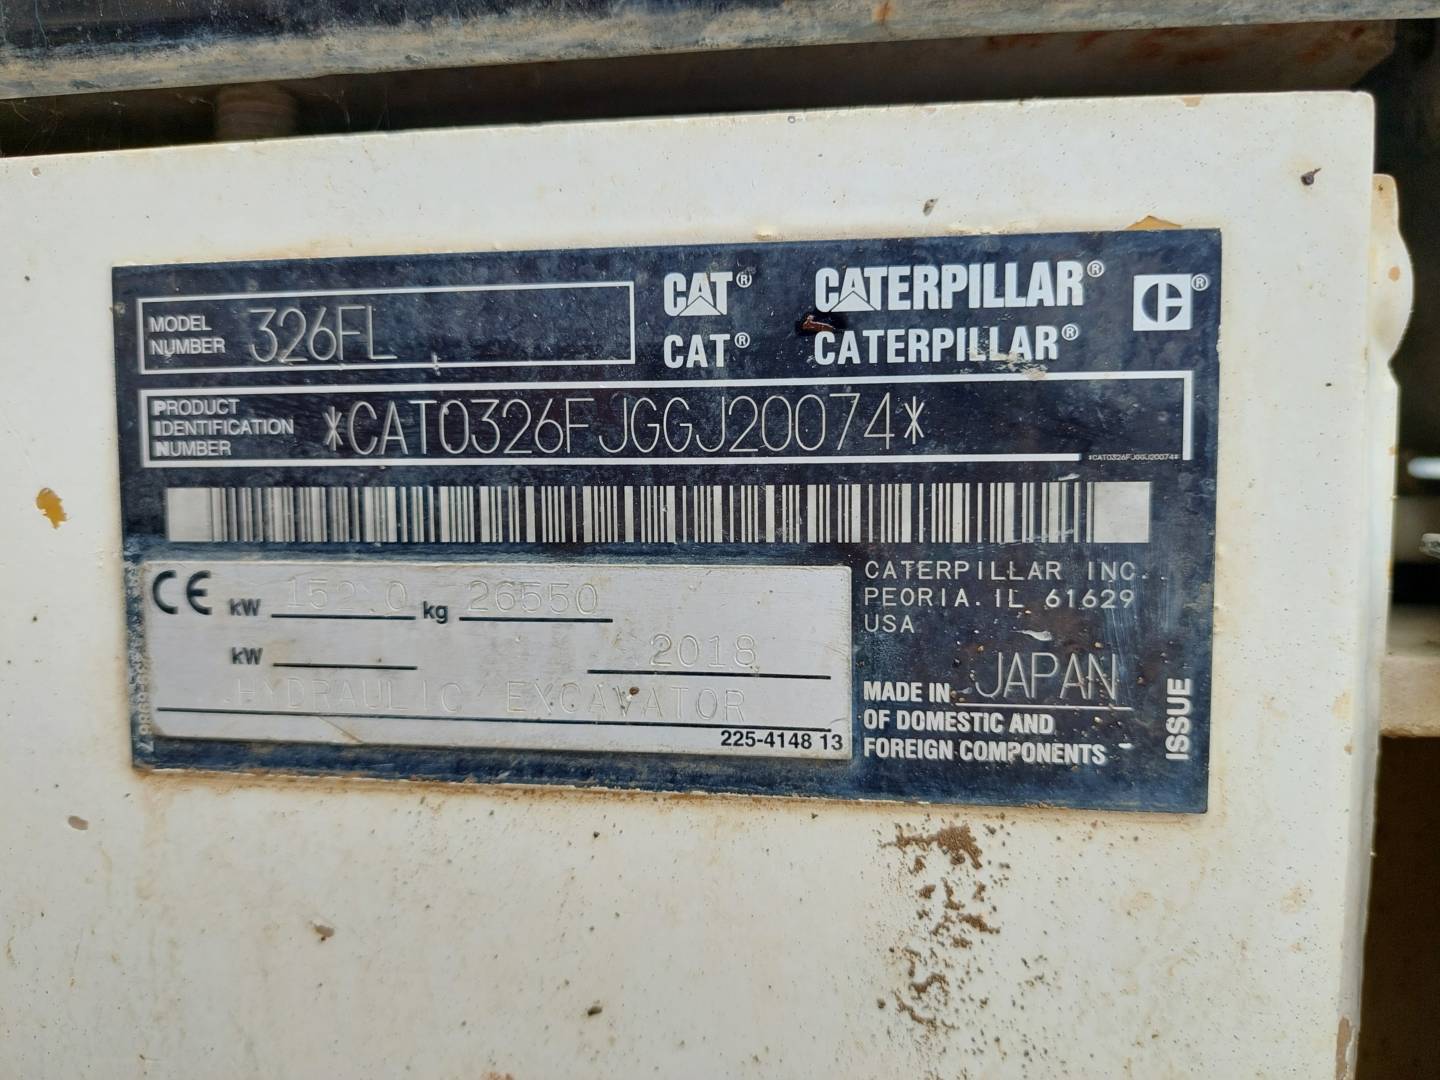 MODEL NUMBER 326FL
CAT® CATERPILLAR®
CAT® CATERPILLAR®
PRODUCT IDENTIFICATION NUMBER *CAT0326FJGGJ20074*
*CAT0326FJGGJ20074*
CE kW kg 26550
kW 2018
HYDRAULIC EXCAVATOR
225-4148 13
CATERPILLAR INC.
PEORIA. IL 61629
USA
MADE IN JAPAN
OF DOMESTIC AND
FOREIGN COMPONENTS
ISSUE